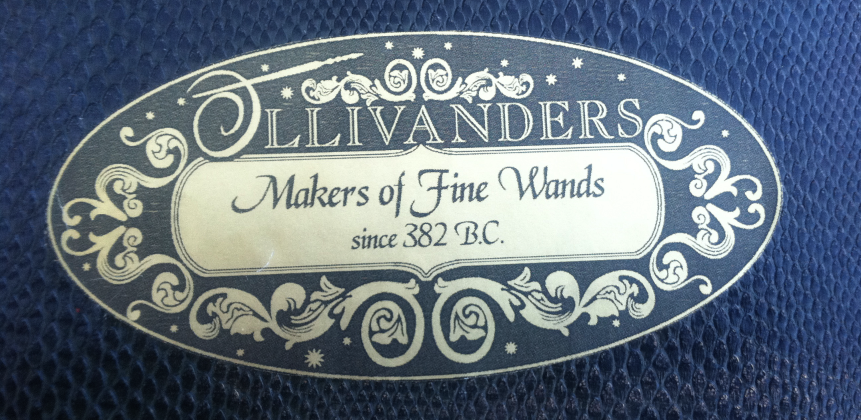 OLLIVANDERS
Makers of Fine Wands
since 382 B.C.